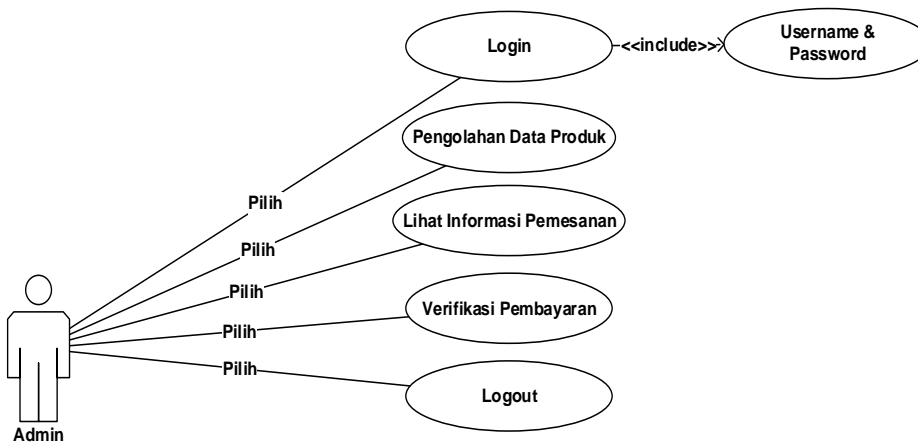 Login
<<include>>
Username &
Password
Pengolahan Data Produk
Pilih
Lihat Informasi Pemesanan
Pilih
Pilih
Verifikasi Pembayaran
Pilih
Pilih
Logout
Admin